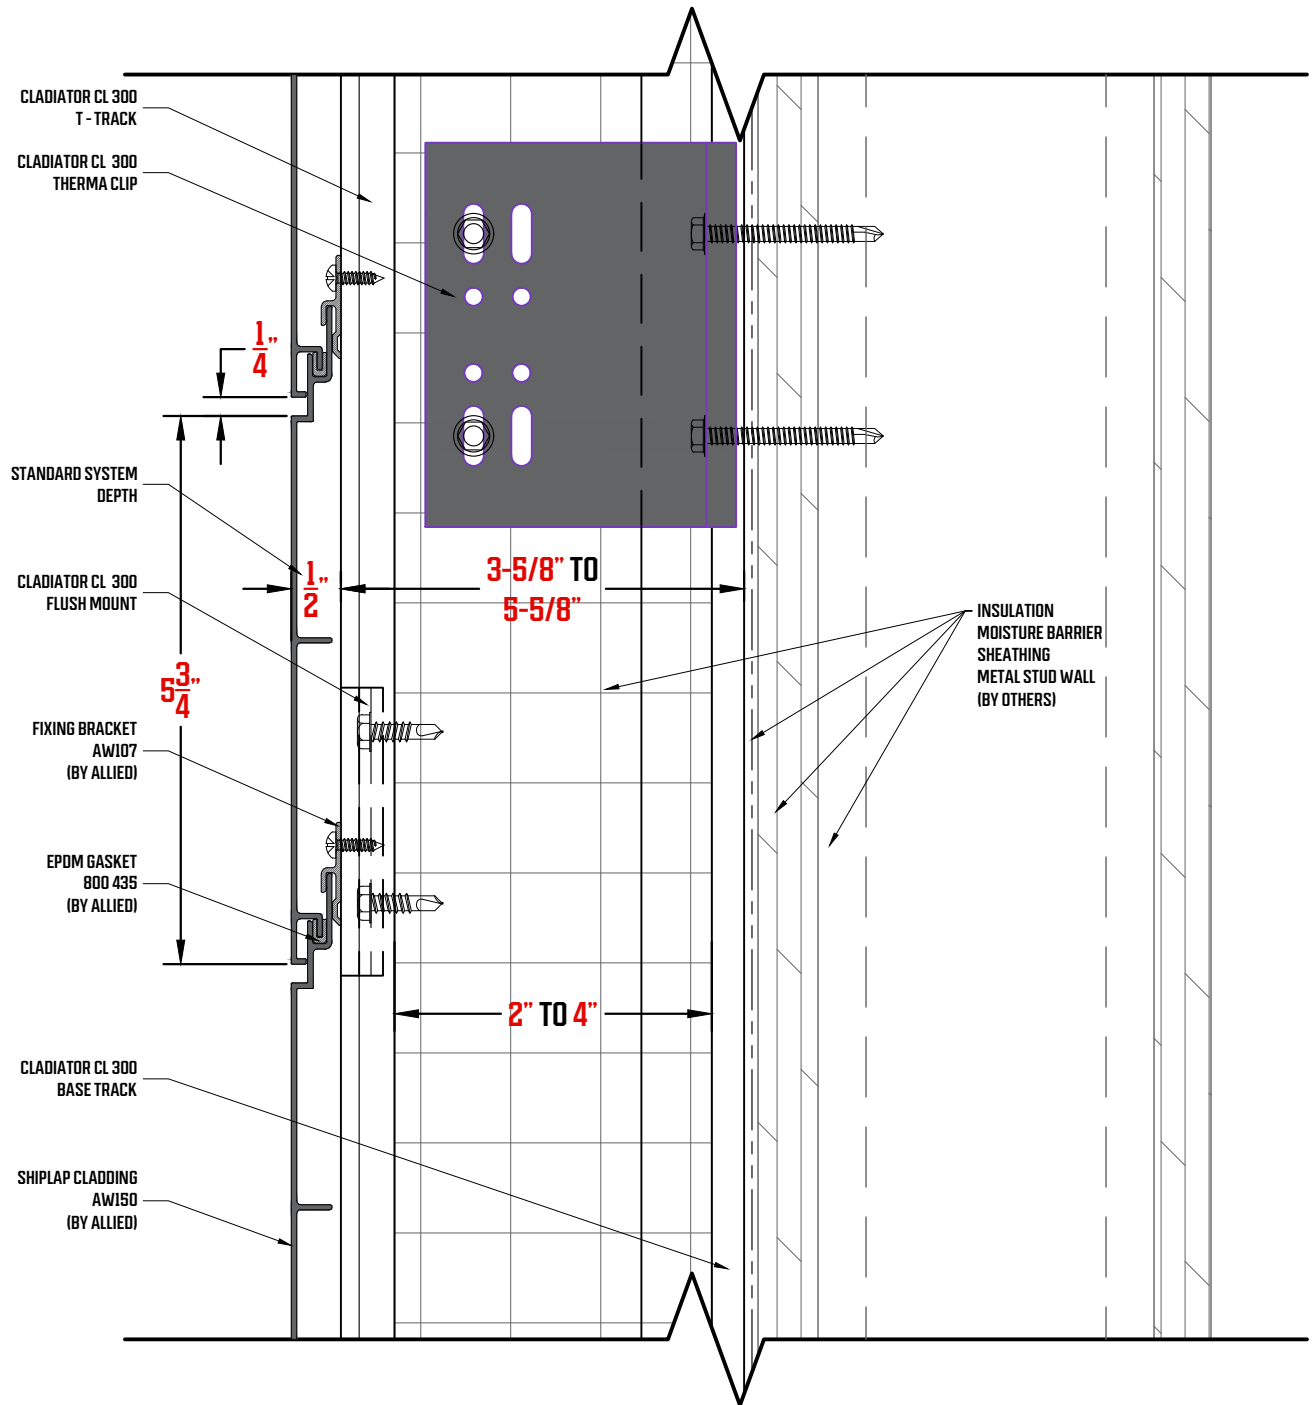 CLADIATOR CL 300
T - TRACK
CLADIATOR CL 300
THERMA CLIP
1/4"
STANDARD SYSTEM
DEPTH
1/2"
3-5/8" TO
5-5/8"
CLADIATOR CL 300
FLUSH MOUNT
INSULATION
MOISTURE BARRIER
SHEATHING
METAL STUD WALL
(BY OTHERS)
5 3/4"
FIXING BRACKET
AW107
(BY ALLIED)
EPDM GASKET
800 435
(BY ALLIED)
2" TO 4"
CLADIATOR CL 300
BASE TRACK
SHIPLAP CLADDING
AW150
(BY ALLIED)